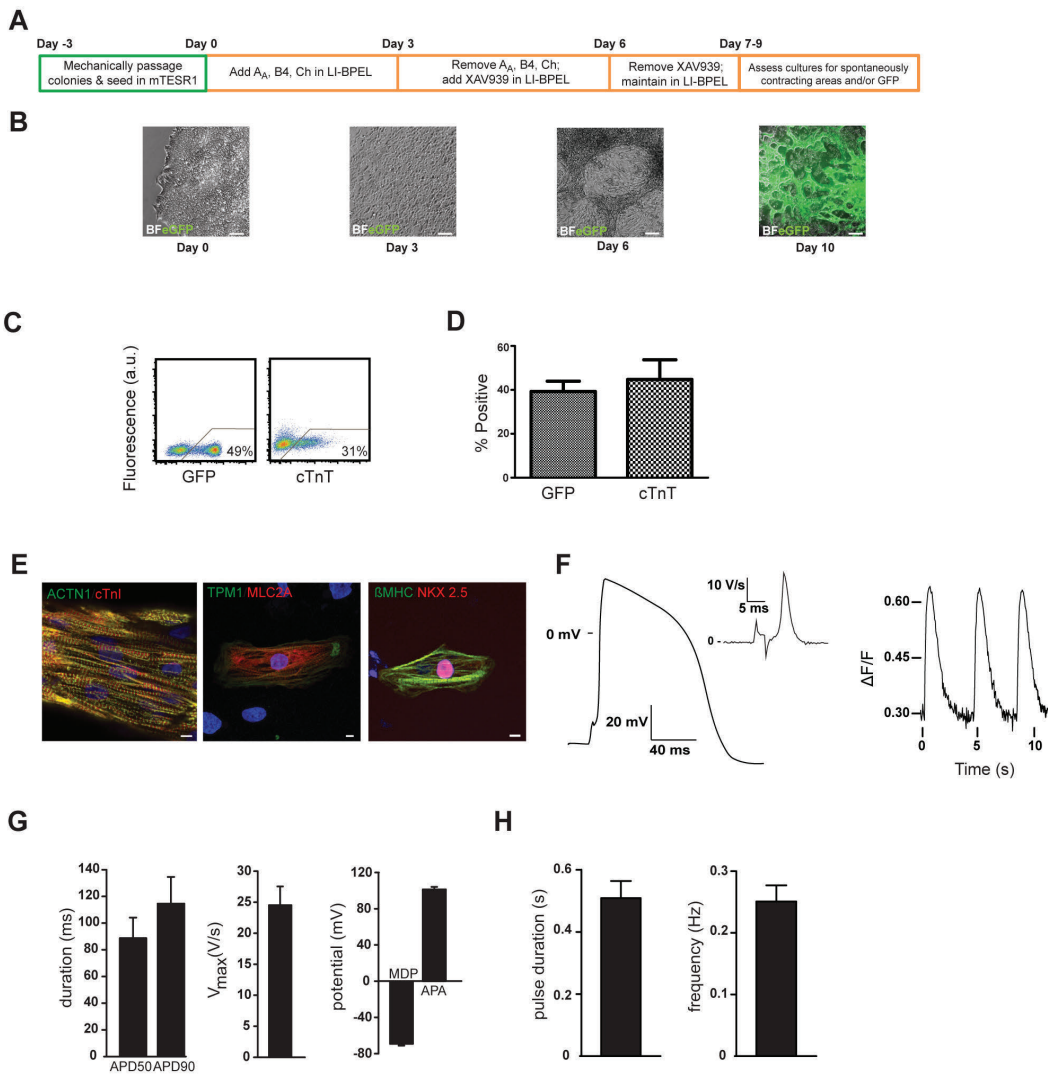 A
Day -3 Day 0 Day 3 Day 6 Day 7-9
Mechanically passage
colonies & seed in mTESR1
Add AA, B4, Ch in LI-BPEL
Remove AA, B4, Ch;
add XAV939 in LI-BPEL
Remove XAV939;
maintain in LI-BPEL
Assess cultures for spontaneously
contracting areas and/or GFP
B
BFeGFP
Day 0
BFeGFP
Day 3
BFeGFP
Day 6
BFeGFP
Day 10
C
Fluorescence (a.u.)
49%
GFP
31%
cTnT
D
% Positive
60
40
20
0
GFP cTnT
E
ACTN1 cTnI
TPM1 MLC2A
ßMHC NKX 2.5
F
0 mV
20 mV
40 ms
10 V/s
5 ms
0
ΔF/F
0.60
0.45
0.30
0 5 10
Time (s)
G
duration (ms)
140
120
100
80
60
40
20
0
APD50 APD90
Vmax(V/s)
30
25
20
15
10
5
0
potential (mV)
120
80
40
0
-40
-80
MDP
APA
H
pulse duration (s)
0.6
0.4
0.2
0
frequency (Hz)
0.3
0.2
0.1
0